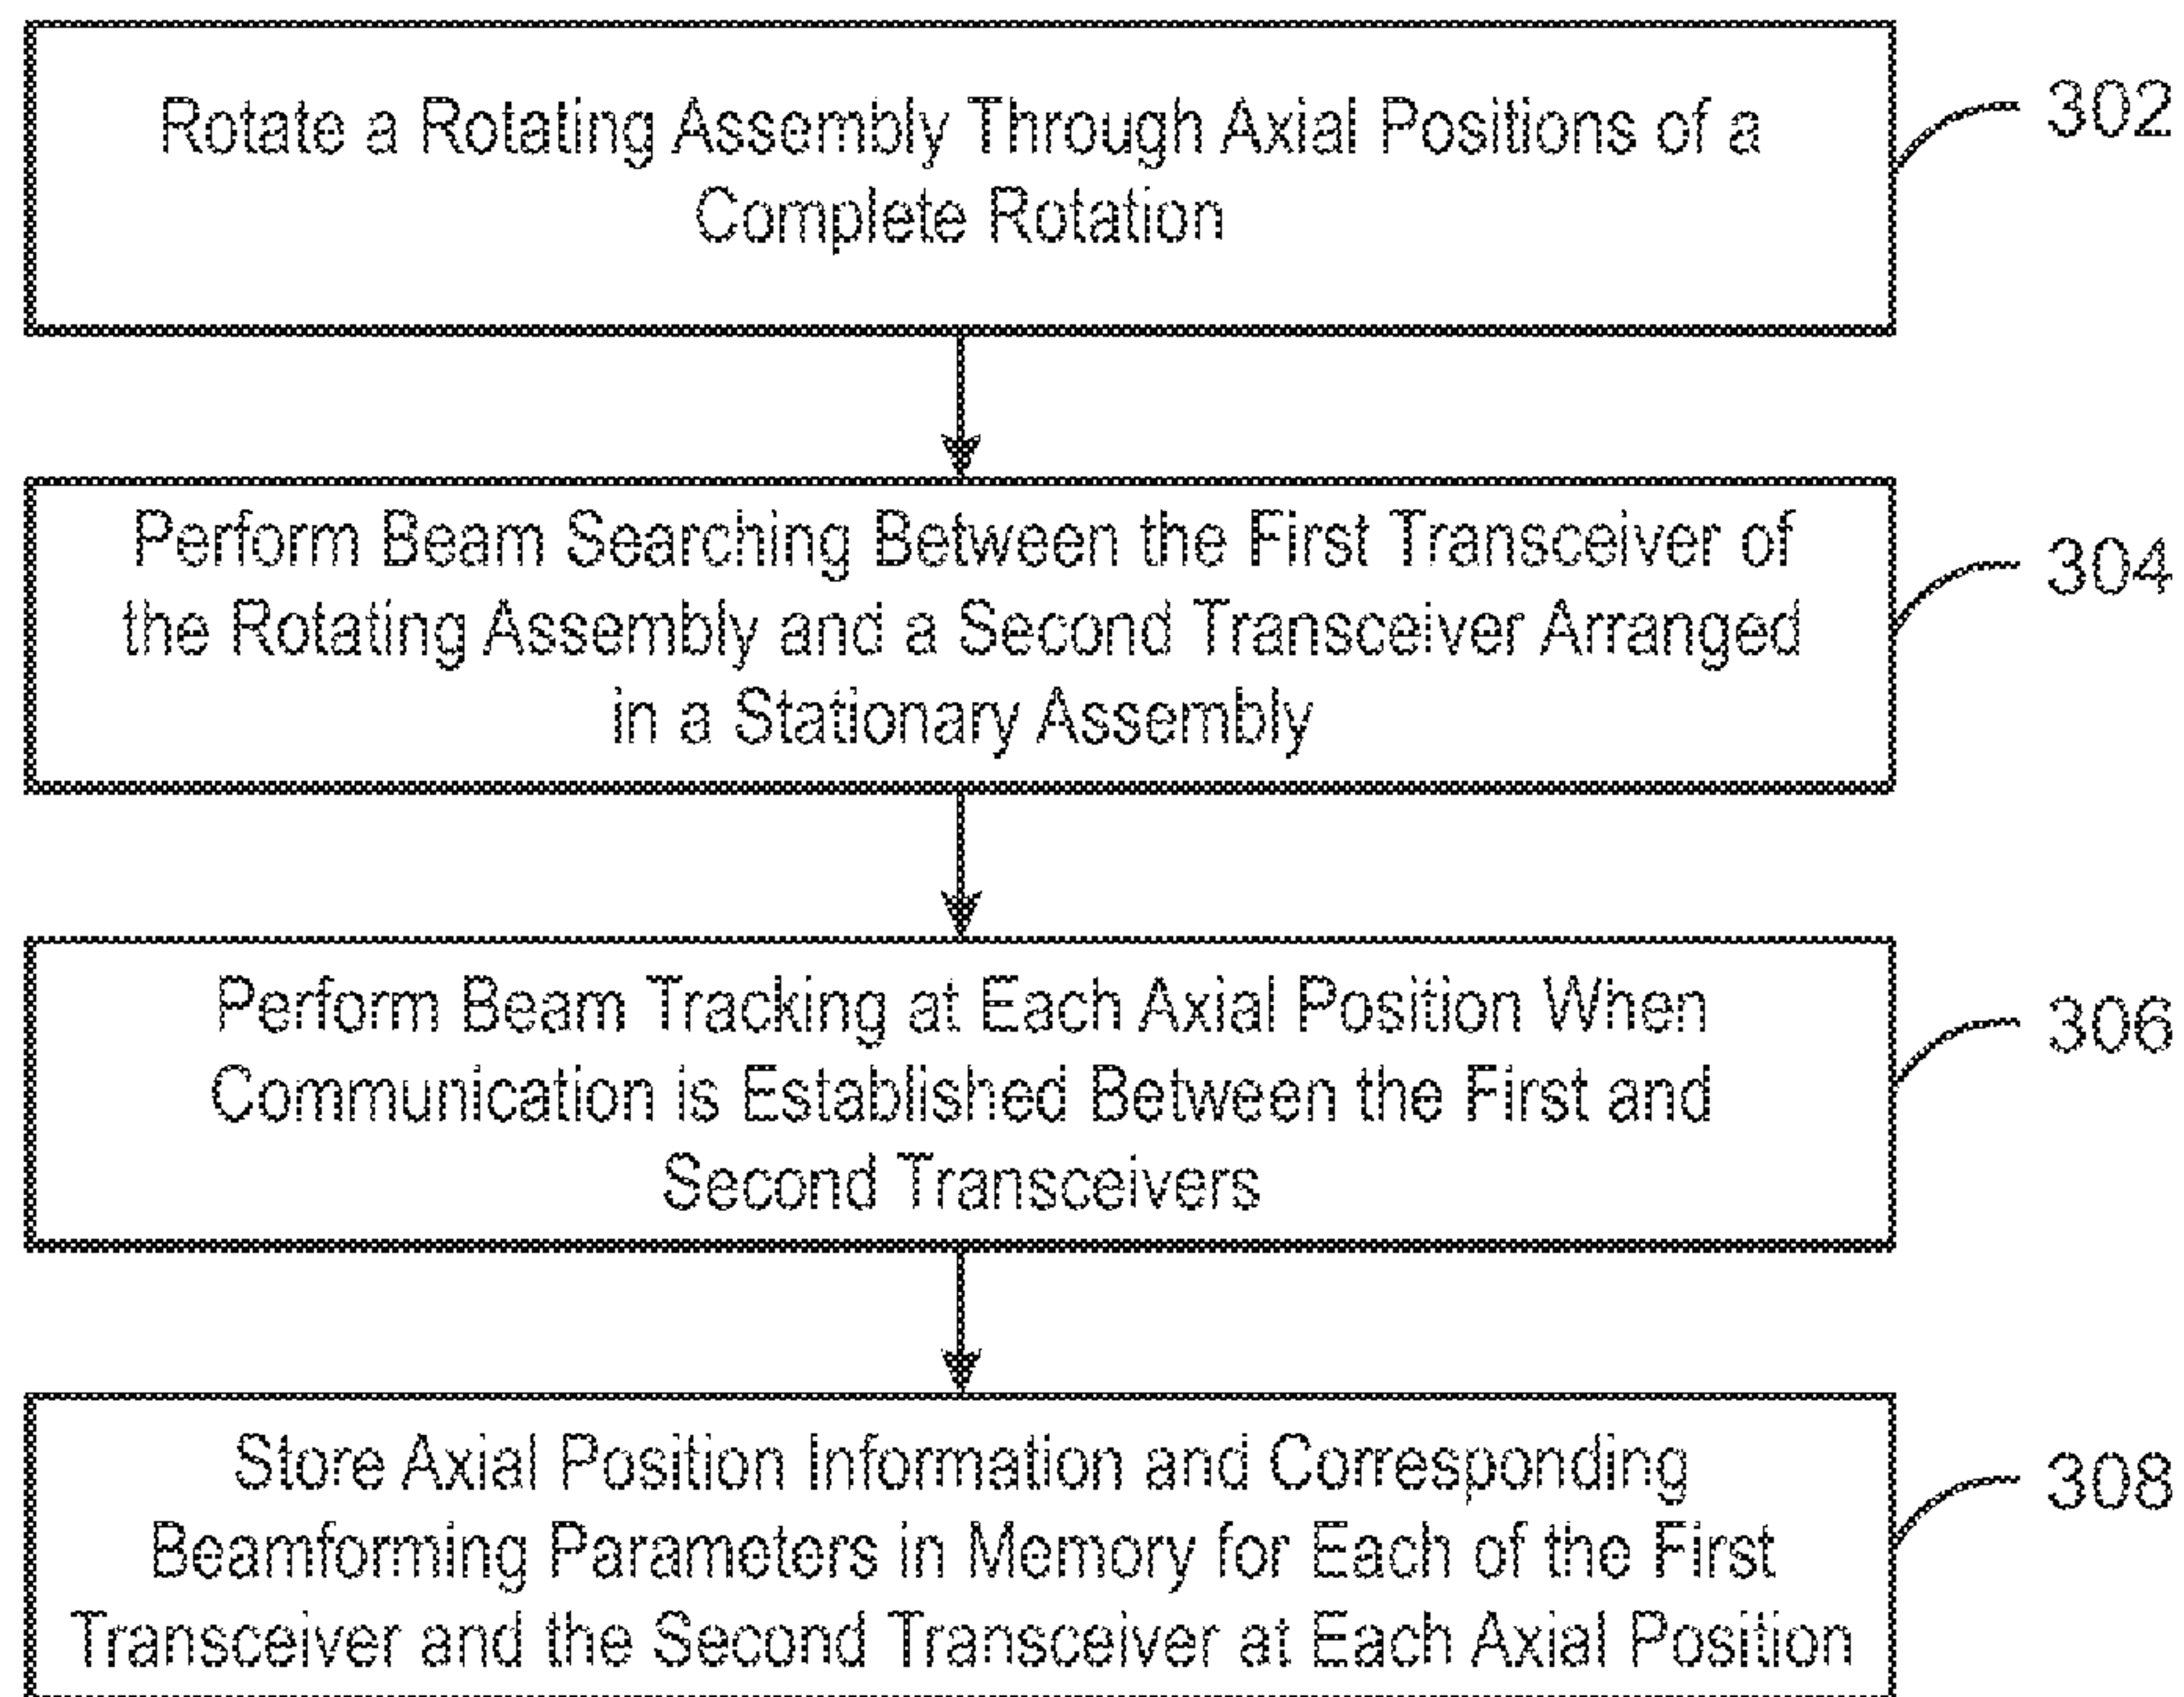 Rotate a Rotating Assembly Through Axial Positions of a
Complete Rotation
302
Perform Beam Searching Between the First Transceiver of
the Rotating Assembly and a Second Transceiver Arranged
in a Stationary Assembly
304
Perform Beam Tracking at Each Axial Position When
Communication is Established Between the First and
Second Transceivers
306
Store Axial Position Information and Corresponding
Beamforming Parameters in Memory for Each of the First
Transceiver and the Second Transceiver at Each Axial Position
308